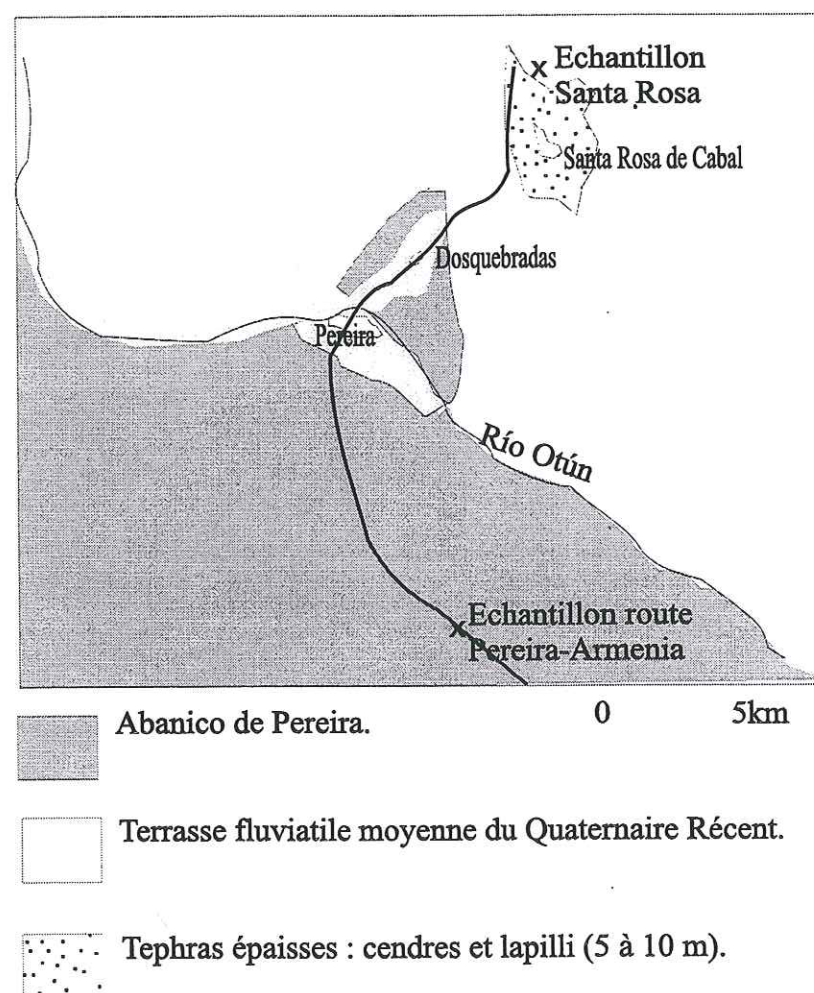 Echantillon
Santa Rosa
Santa Rosa de Cabal
Dosquebradas
Pereira
Río Otún
Echantillon route
Pereira-Armenia
0 5km
Abanico de Pereira.
Terrasse fluviatile moyenne du Quaternaire Récent.
Tephras épaisses : cendres et lapilli (5 à 10 m).